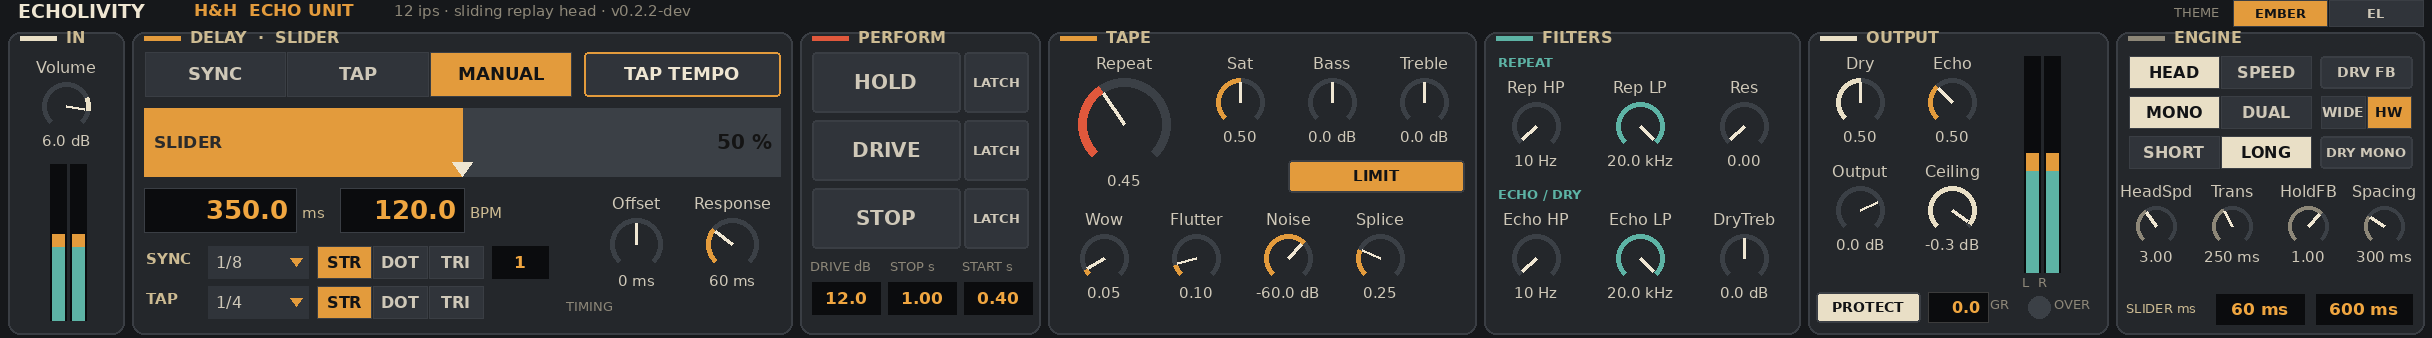 ECHOLIVITY H&H ECHO UNIT 12 ips · sliding replay head · v0.2.2-dev THEME EMBER EL
IN
Volume
6.0 dB
DELAY · SLIDER
SYNC TAP MANUAL TAP TEMPO
SLIDER 50 %
350.0 ms 120.0 BPM
Offset Response
0 ms 60 ms
SYNC 1/8 STR DOT TRI 1
TAP 1/4 STR DOT TRI
TIMING
PERFORM
HOLD LATCH
DRIVE LATCH
STOP LATCH
DRIVE dB STOP s START s
12.0 1.00 0.40
TAPE
Repeat Sat Bass Treble
0.50 0.0 dB 0.0 dB
0.45
LIMIT
Wow Flutter Noise Splice
0.05 0.10 -60.0 dB 0.25
FILTERS
REPEAT
Rep HP Rep LP Res
10 Hz 20.0 kHz 0.00
ECHO / DRY
Echo HP Echo LP DryTreb
10 Hz 20.0 kHz 0.0 dB
OUTPUT
Dry Echo
0.50 0.50
Output Ceiling
0.0 dB -0.3 dB
L R
PROTECT 0.0 GR OVER
ENGINE
HEAD SPEED DRV FB
MONO DUAL WIDE HW
SHORT LONG DRY MONO
HeadSpd Trans HoldFB Spacing
3.00 250 ms 1.00 300 ms
SLIDER ms 60 ms 600 ms